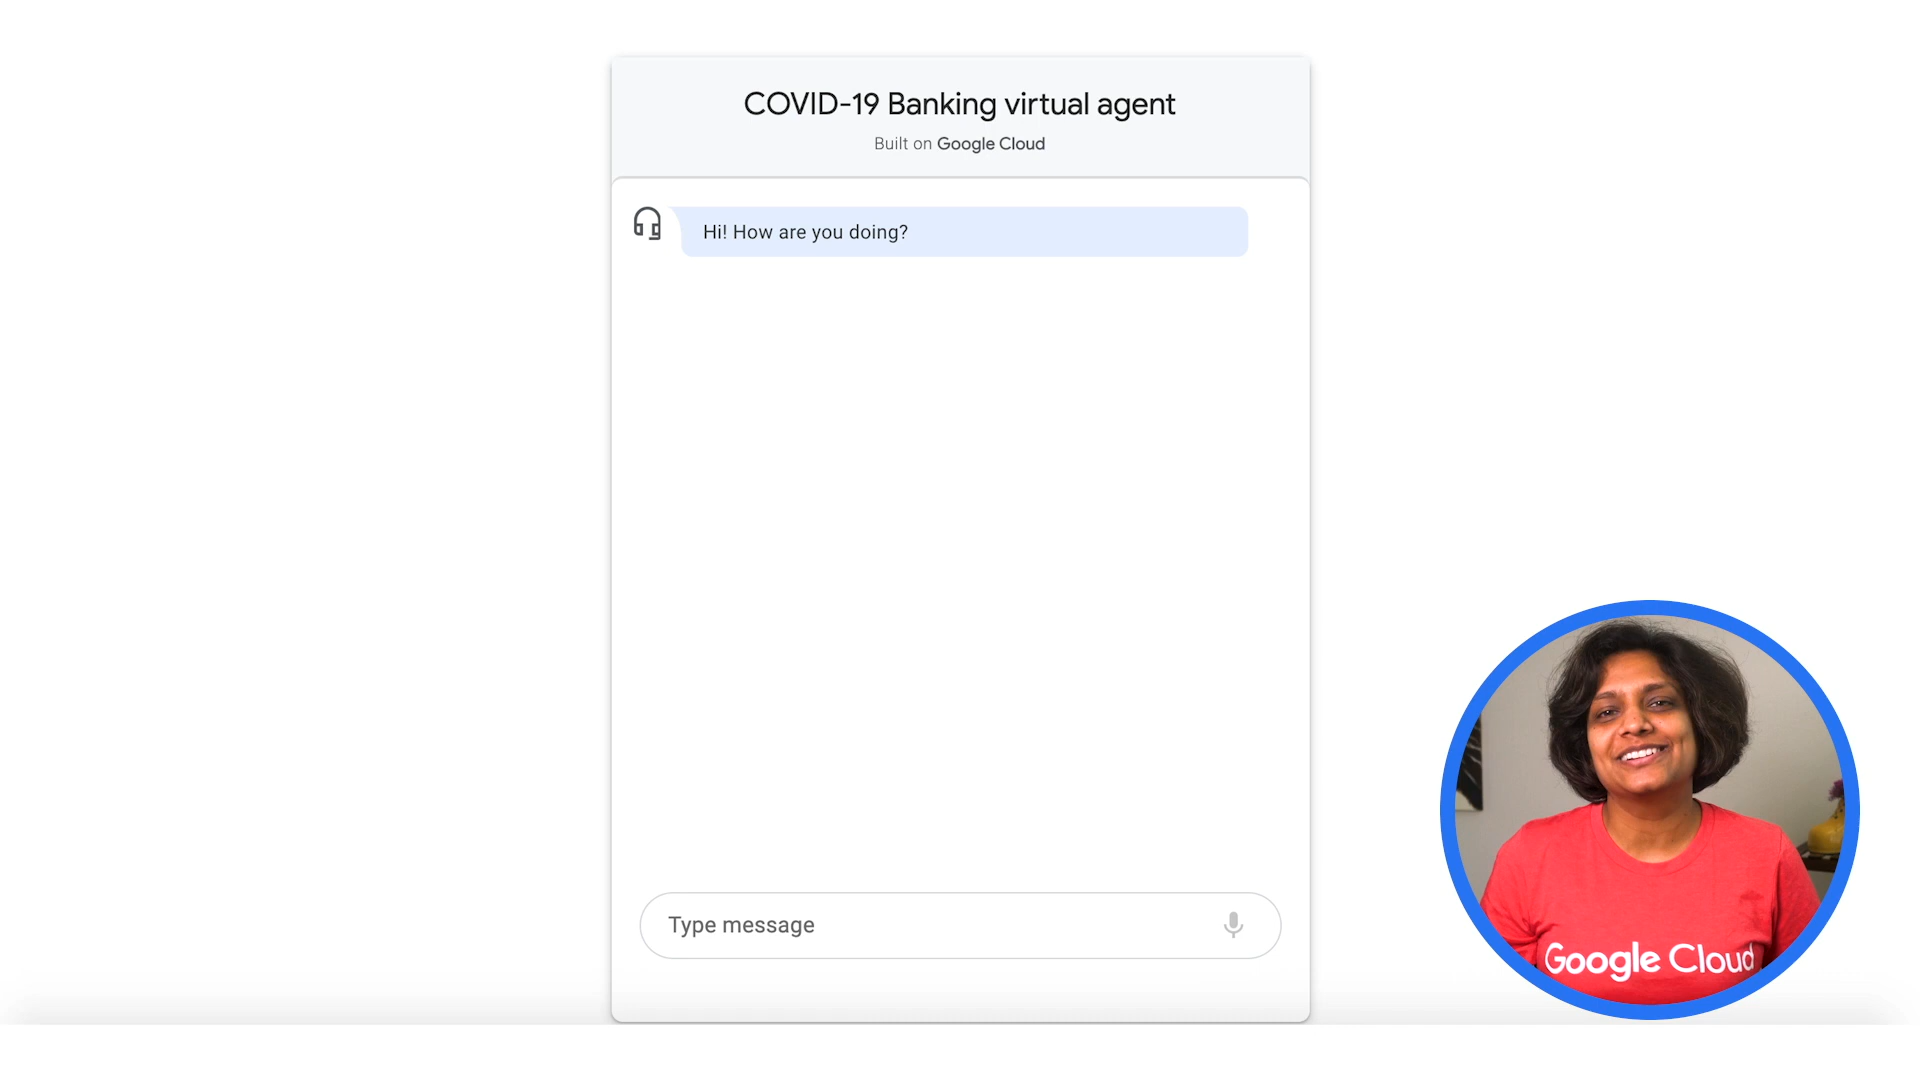 COVID-19 Banking virtual agent
Built on Google Cloud
Hi! How are you doing?
Type message
Google Cloud